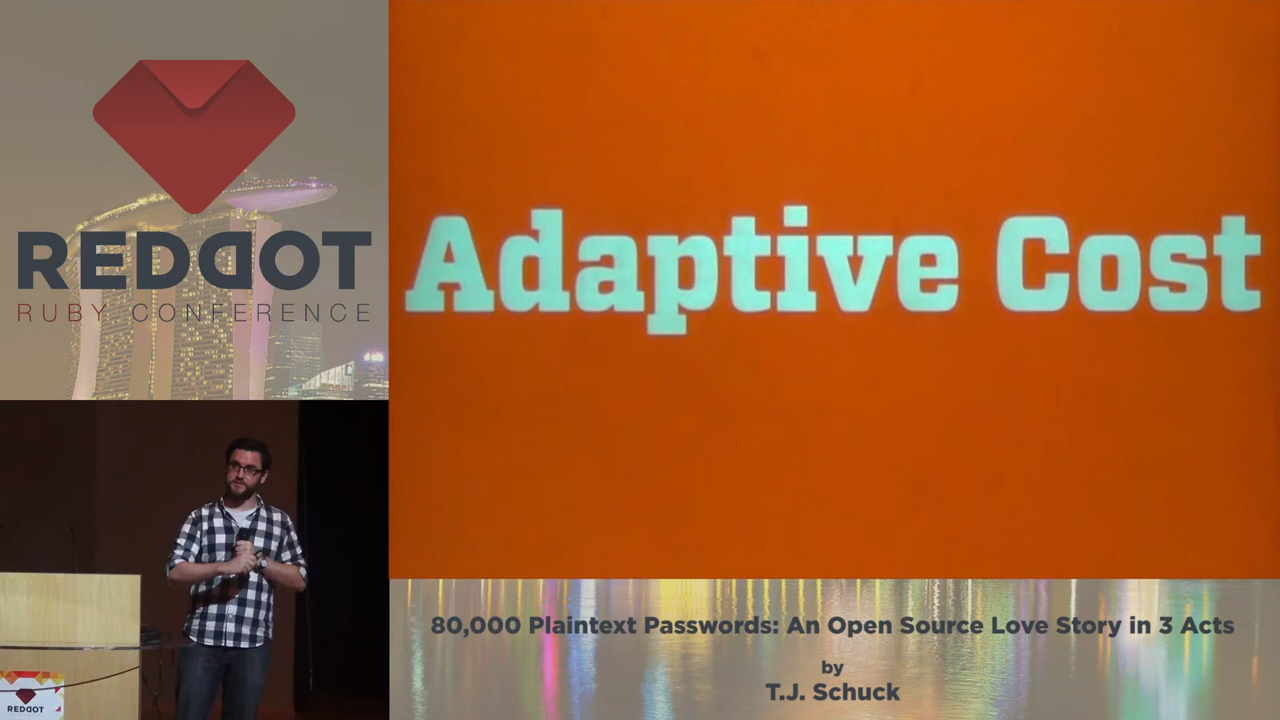 REDDOT
RUBY CONFERENCE
Adaptive Cost
80,000 Plaintext Passwords: An Open Source Love Story in 3 Acts
by
T.J. Schuck
REDDOT